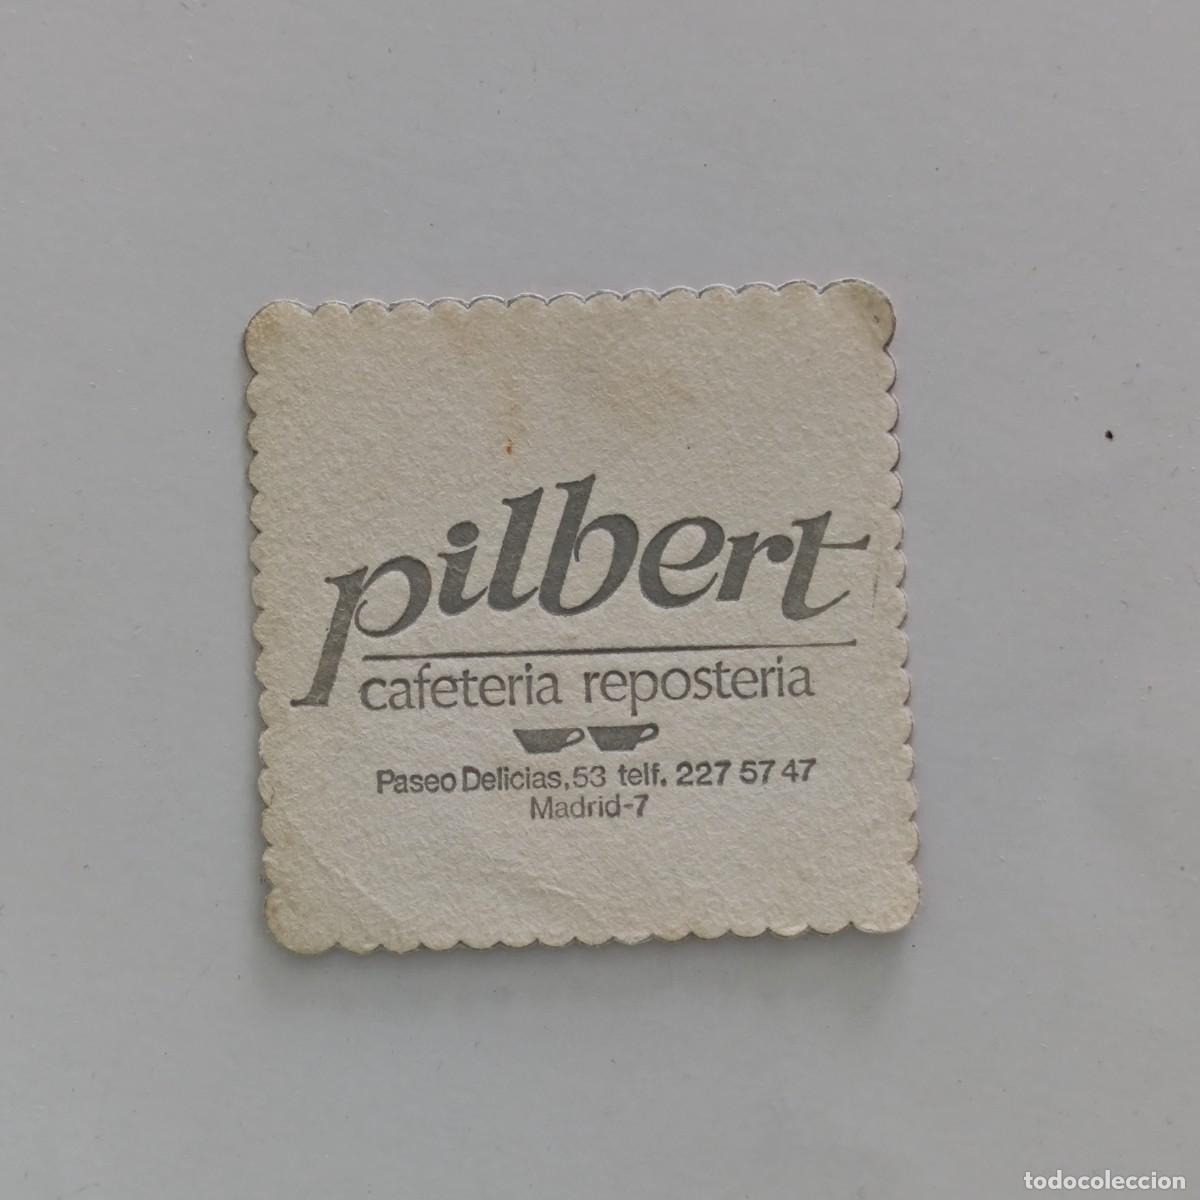 pilbert
cafeteria reposteria
Paseo Delicias, 53 telf. 227 57 47
Madrid-7
todocoleccion